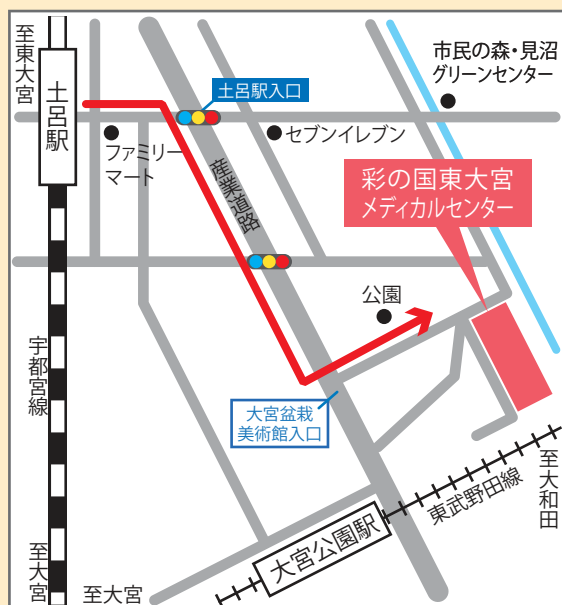 至東大宮
土呂駅
土呂駅入口
市民の森・見沼
グリーンセンター
ファミリー
マート
セブンイレブン
産業道路
彩の国東大宮
メディカルセンター
公園
宇都宮線
大宮盆栽
美術館入口
東武野田線
至大和田
大宮公園駅
至大宮
至大宮